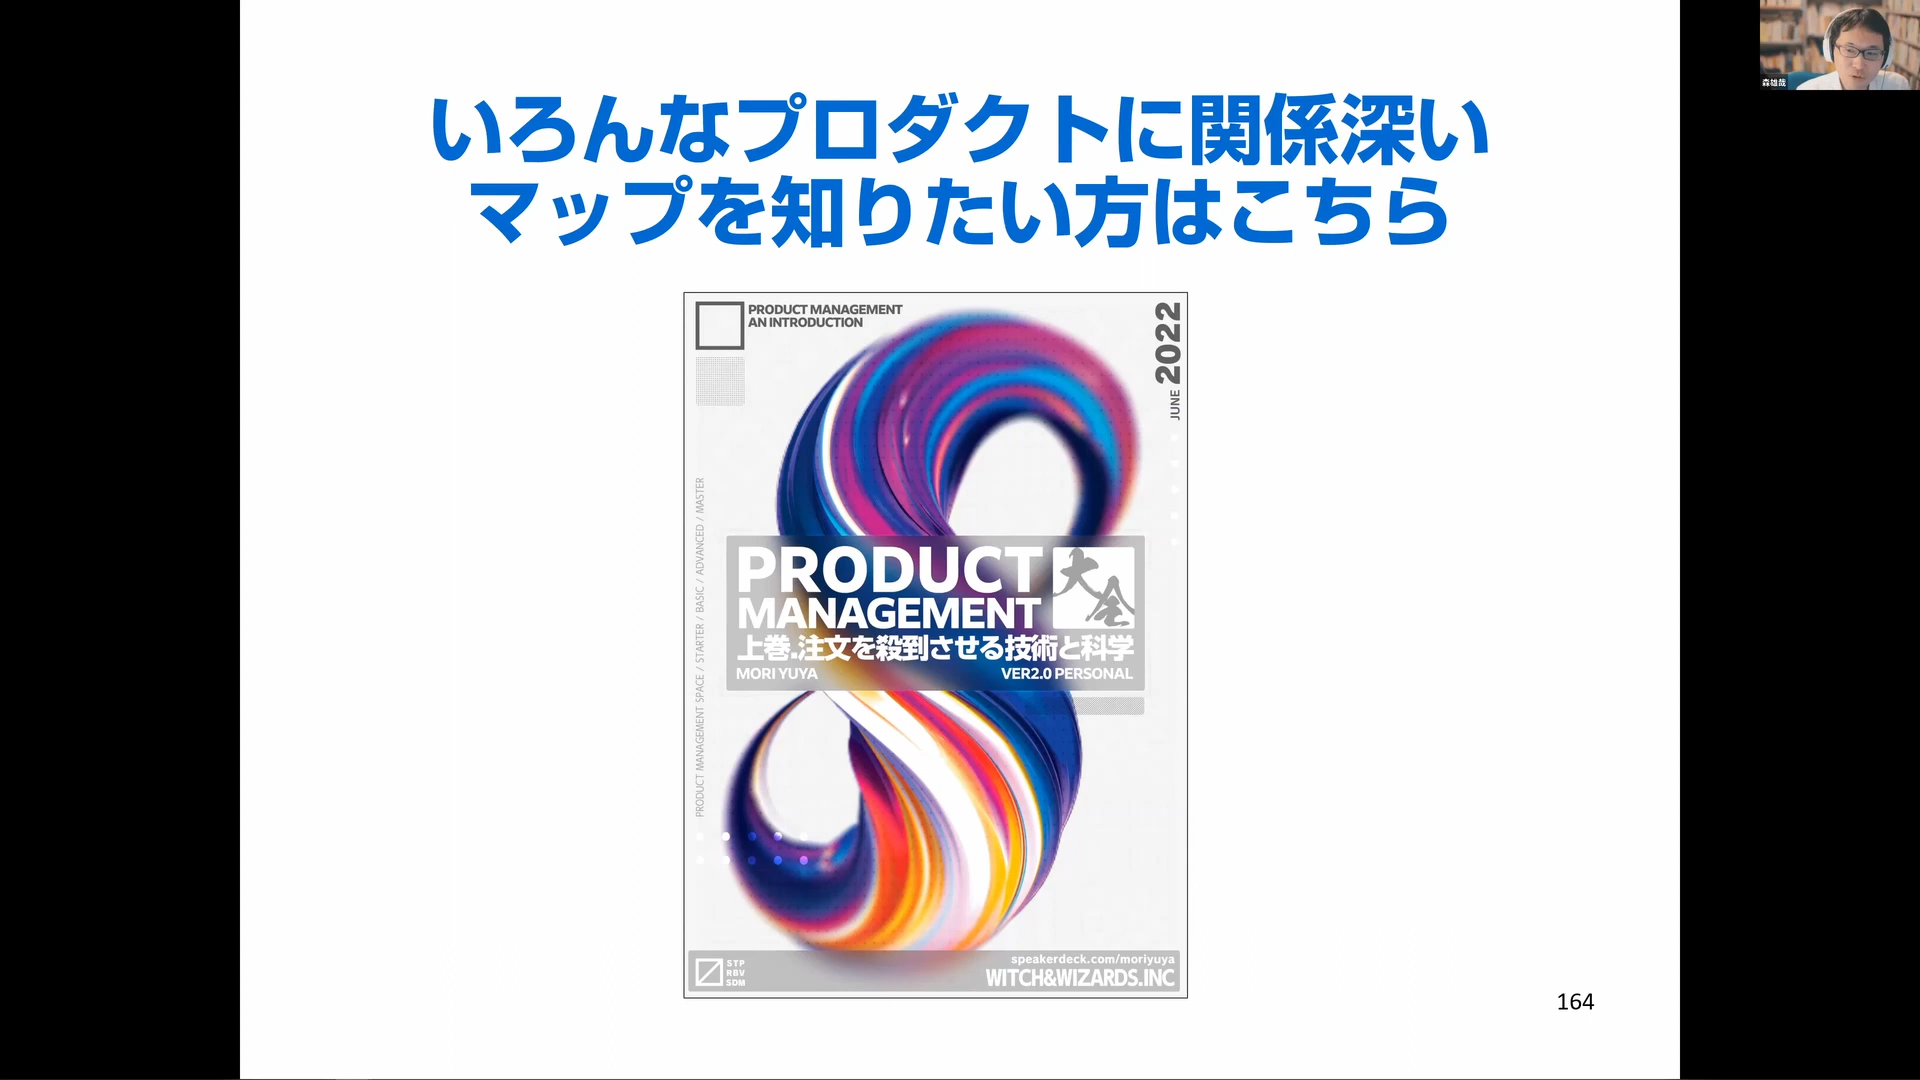 いろんなプロダクトに関係深い
マップを知りたい方はこちら
森雄哉
PRODUCT MANAGEMENT
AN INTRODUCTION
JUNE 2022
PRODUCT MANAGEMENT SPACE / STARTER / BASIC / ADVANCED / MASTER
PRODUCT
MANAGEMENT
大全
上巻.注文を殺到させる技術と科学
MORI YUYA
VER2.0 PERSONAL
STP
RBV
SDM
speakerdeck.com/moriyuya
WITCH&WIZARDS.INC
164